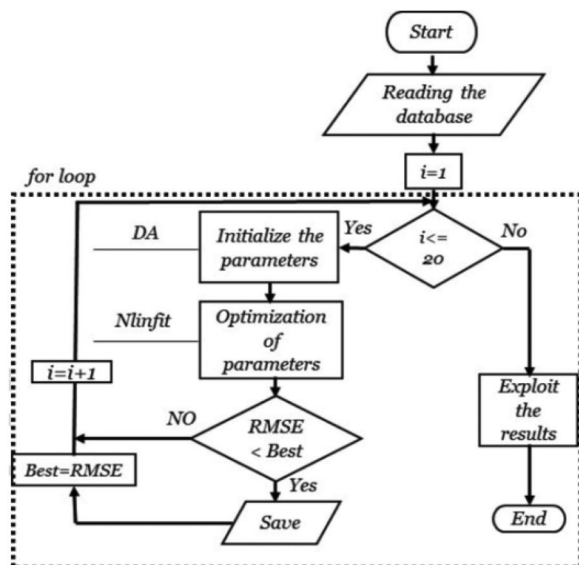 Start
Reading the
database
i=1
for loop
DA
Initialize the
parameters
Yes
i<=
20
No
Nlinfit
Optimization
of
parameters
i=i+1
NO
RMSE
< Best
Exploit
the
results
Best=RMSE
Yes
Save
End